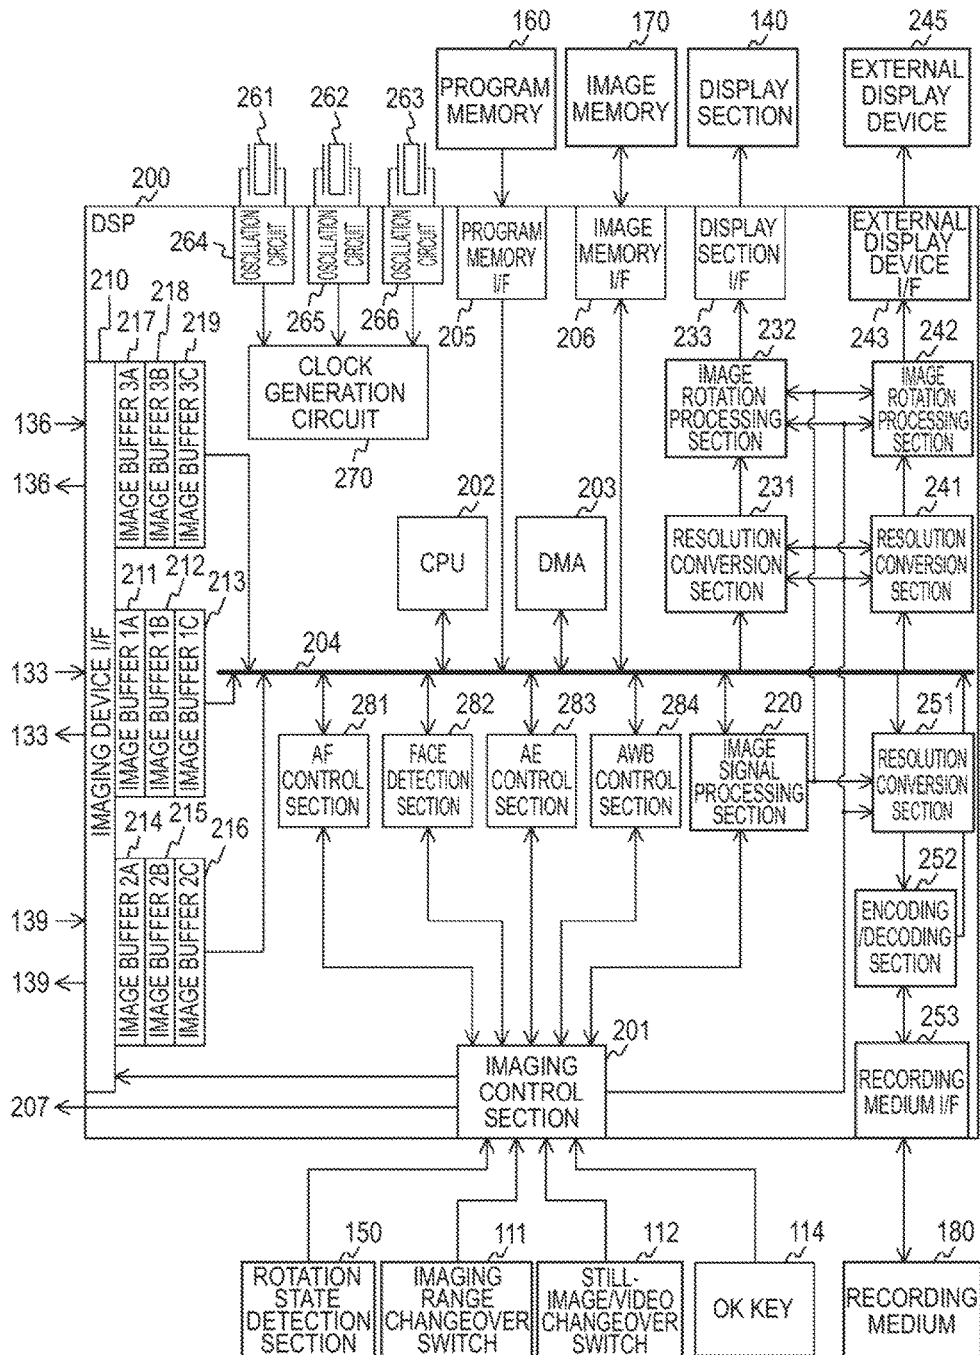 160
170
140
245
PROGRAM
MEMORY
IMAGE
MEMORY
DISPLAY
SECTION
EXTERNAL
DISPLAY
DEVICE
261
262
263
200
DSP
264
OSCILLATION
CIRCUIT
OSCILLATION
CIRCUIT
OSCILLATION
CIRCUIT
265
266
PROGRAM
MEMORY
I/F
205
IMAGE
MEMORY
I/F
206
DISPLAY
SECTION
I/F
233
EXTERNAL
DISPLAY
DEVICE I/F
243
210
217
218
219
CLOCK
GENERATION
CIRCUIT
270
232
IMAGE
ROTATION
PROCESSING
SECTION
242
IMAGE
ROTATION
PROCESSING
SECTION
136
136
IMAGE BUFFER 3A
IMAGE BUFFER 3B
IMAGE BUFFER 3C
202
CPU
203
DMA
231
RESOLUTION
CONVERSION
SECTION
241
RESOLUTION
CONVERSION
SECTION
211
212
213
IMAGING DEVICE I/F
IMAGE BUFFER 1A
IMAGE BUFFER 1B
IMAGE BUFFER 1C
133
133
204
281
AF
CONTROL
SECTION
282
FACE
DETECTION
SECTION
283
AE
CONTROL
SECTION
284
AWB
CONTROL
SECTION
220
IMAGE
SIGNAL
PROCESSING
SECTION
251
RESOLUTION
CONVERSION
SECTION
214
215
216
IMAGE BUFFER 2A
IMAGE BUFFER 2B
IMAGE BUFFER 2C
139
139
252
ENCODING
/DECODING
SECTION
201
IMAGING
CONTROL
SECTION
253
RECORDING
MEDIUM I/F
207
150
ROTATION
STATE
DETECTION
SECTION
111
IMAGING
RANGE
CHANGEOVER
SWITCH
112
STILL-
IMAGE/VIDEO
CHANGEOVER
SWITCH
114
OK KEY
180
RECORDING
MEDIUM